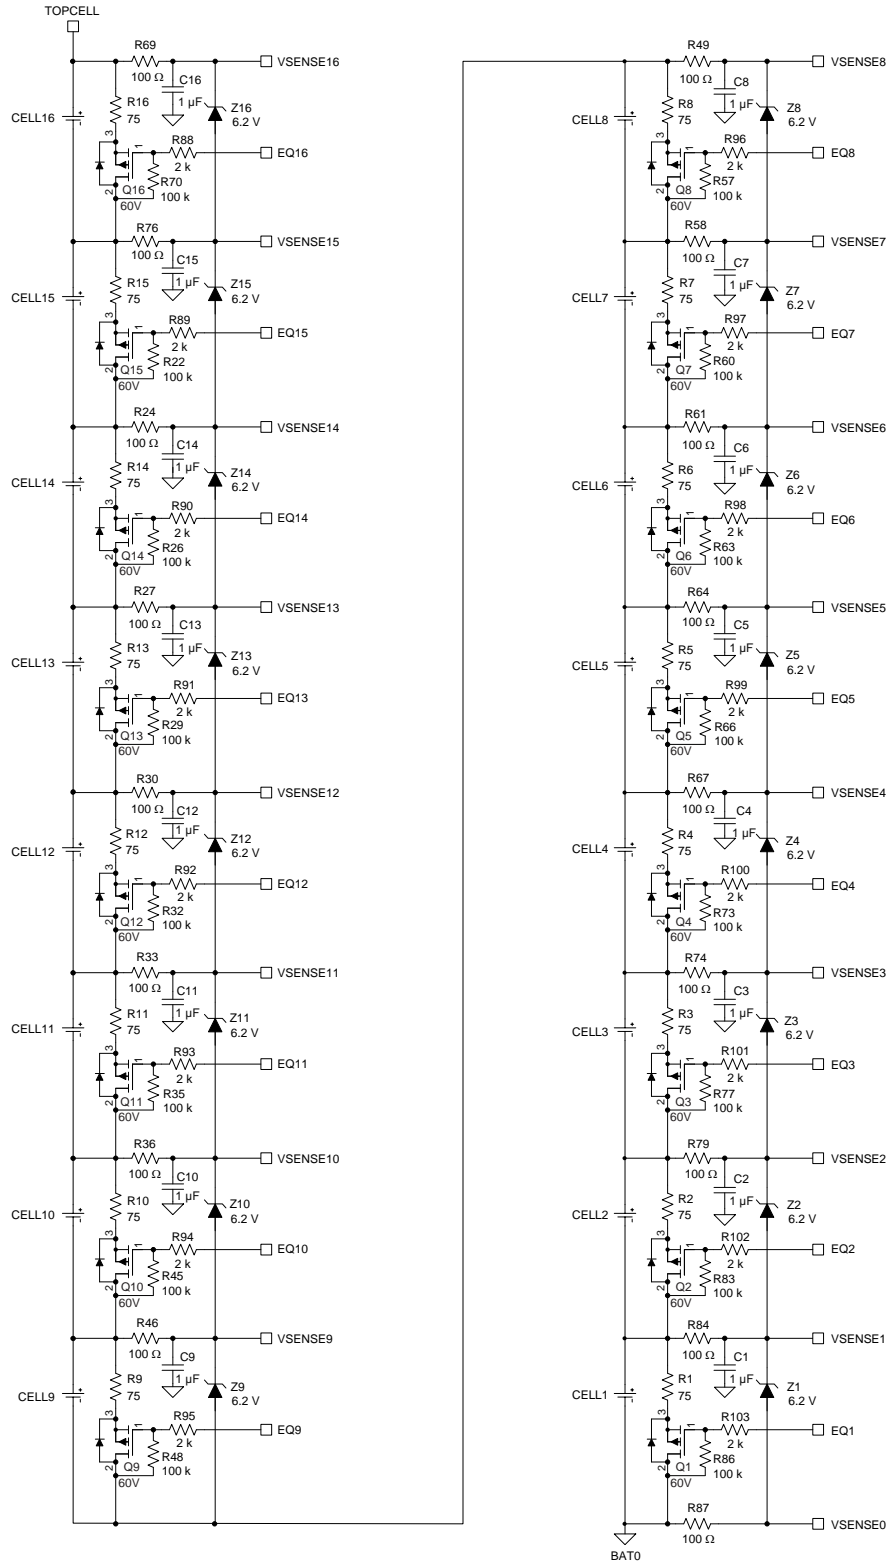 TOPCELL
R69
100 Ω
C16
1 µF
VSENSE16
CELL16
R16
75
Z16
6.2 V
3
1
R88
2 k
EQ16
2
Q16
R70
100 k
60V
R76
100 Ω
C15
1 µF
VSENSE15
CELL15
R15
75
Z15
6.2 V
3
1
R89
2 k
EQ15
2
Q15
R22
100 k
60V
R24
100 Ω
C14
1 µF
VSENSE14
CELL14
R14
75
Z14
6.2 V
3
1
R90
2 k
EQ14
2
Q14
R26
100 k
60V
R27
100 Ω
C13
1 µF
VSENSE13
CELL13
R13
75
Z13
6.2 V
3
1
R91
2 k
EQ13
2
Q13
R29
100 k
60V
R30
100 Ω
C12
1 µF
VSENSE12
CELL12
R12
75
Z12
6.2 V
3
1
R92
2 k
EQ12
2
Q12
R32
100 k
60V
R33
100 Ω
C11
1 µF
VSENSE11
CELL11
R11
75
Z11
6.2 V
3
1
R93
2 k
EQ11
2
Q11
R35
100 k
60V
R36
100 Ω
C10
1 µF
VSENSE10
CELL10
R10
75
Z10
6.2 V
3
1
R94
2 k
EQ10
2
Q10
R45
100 k
60V
R46
100 Ω
C9
1 µF
VSENSE9
CELL9
R9
75
Z9
6.2 V
3
1
R95
2 k
EQ9
2
Q9
R48
100 k
60V
R49
100 Ω
C8
1 µF
VSENSE8
CELL8
R8
75
Z8
6.2 V
3
1
R96
2 k
EQ8
2
Q8
R57
100 k
60V
R58
100 Ω
C7
1 µF
VSENSE7
CELL7
R7
75
Z7
6.2 V
3
1
R97
2 k
EQ7
2
Q7
R60
100 k
60V
R61
100 Ω
C6
1 µF
VSENSE6
CELL6
R6
75
Z6
6.2 V
3
1
R98
2 k
EQ6
2
Q6
R63
100 k
60V
R64
100 Ω
C5
1 µF
VSENSE5
CELL5
R5
75
Z5
6.2 V
3
1
R99
2 k
EQ5
2
Q5
R66
100 k
60V
R67
100 Ω
C4
1 µF
VSENSE4
CELL4
R4
75
Z4
6.2 V
3
1
R100
2 k
EQ4
2
Q4
R73
100 k
60V
R74
100 Ω
C3
1 µF
VSENSE3
CELL3
R3
75
Z3
6.2 V
3
1
R101
2 k
EQ3
2
Q3
R77
100 k
60V
R79
100 Ω
C2
1 µF
VSENSE2
CELL2
R2
75
Z2
6.2 V
3
1
R102
2 k
EQ2
2
Q2
R83
100 k
60V
R84
100 Ω
C1
1 µF
VSENSE1
CELL1
R1
75
Z1
6.2 V
3
1
R103
2 k
EQ1
2
Q1
R86
100 k
60V
R87
100 Ω
VSENSE0
BAT0